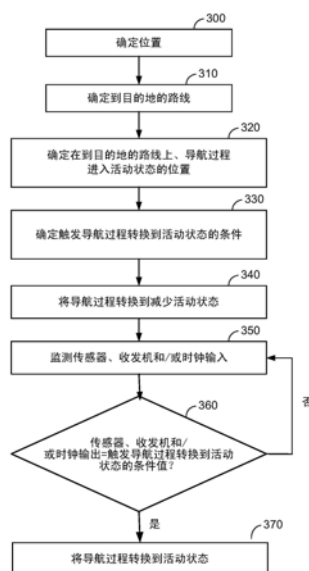 300
确定位置
310
确定到目的地的路线
320
确定在到目的地的路线上、导航过程
进入活动状态的位置
330
确定触发导航过程转换到活动状态的条件
340
将导航过程转换到减少活动状态
350
监测传感器、收发机和/或时钟输入
360
否
传感器、收发机和/
或时钟输出=触发导航过程转换到活动
状态的条件值?
是
370
将导航过程转换到活动状态